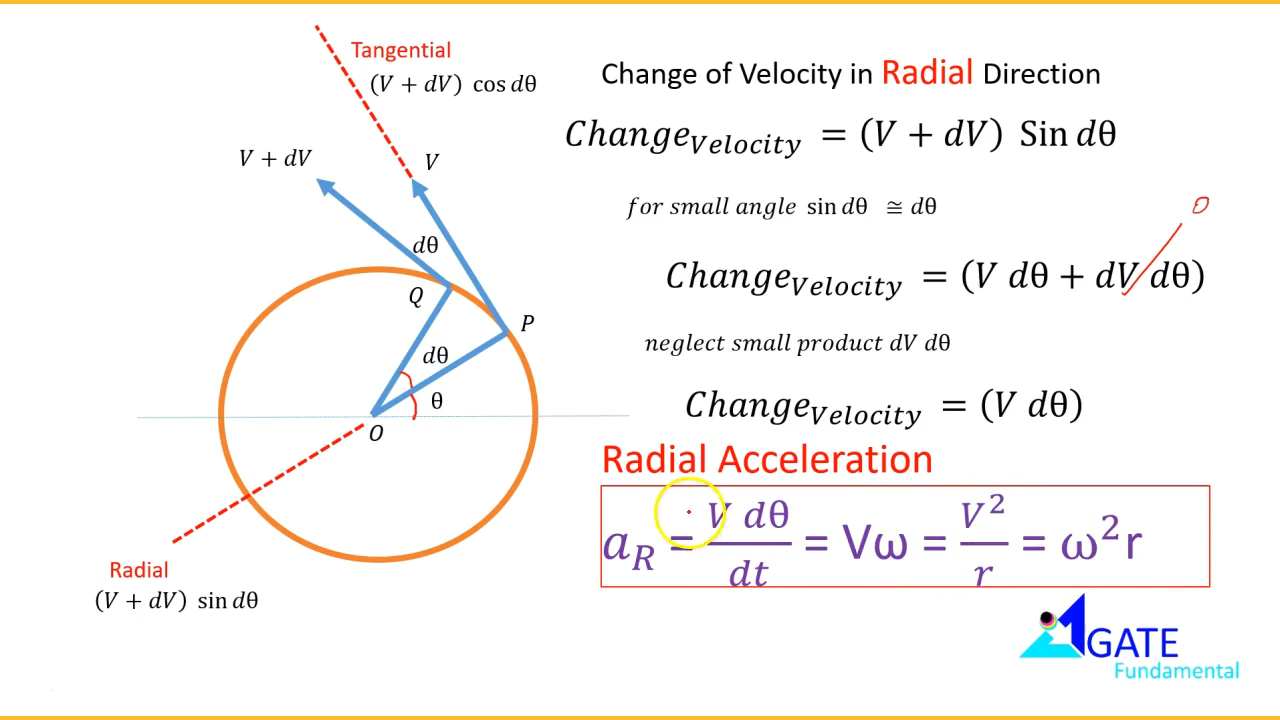 Tangential
(V + dV) cos dθ
V + dV
V
dθ
Q
P
dθ
θ
O
Radial
(V + dV) sin dθ
Change of Velocity in Radial Direction
Change_Velocity = (V + dV) Sin dθ
for small angle sin dθ ≅ dθ
0
Change_Velocity = (V dθ + dV dθ)
neglect small product dV dθ
Change_Velocity = (V dθ)
Radial Acceleration
a_R = V dθ / dt = Vω = V² / r = ω² r
GATE
Fundamental